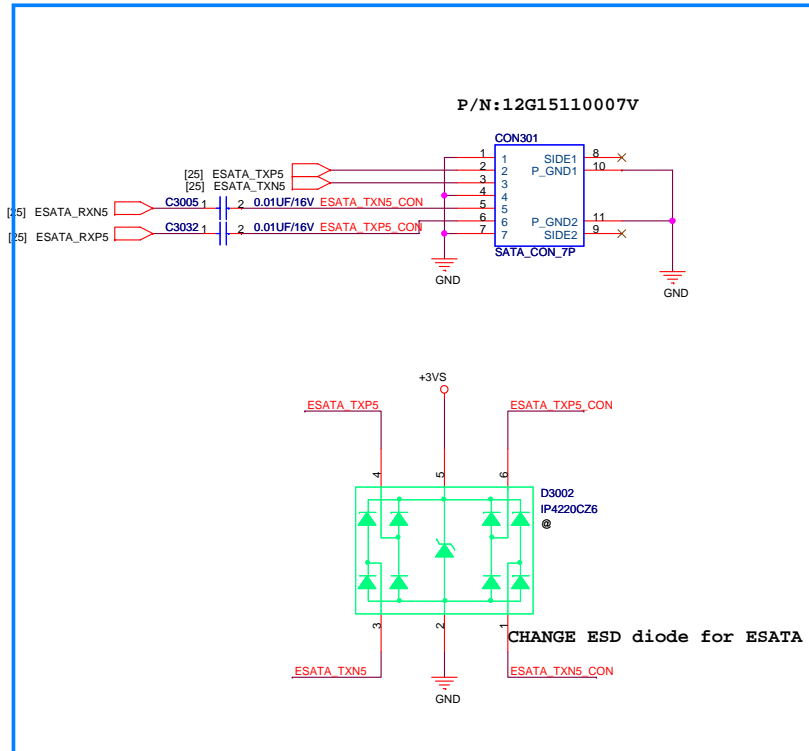 P/N:12G15110007V
CON301
1 1 SIDE1 8
[25] ESATA_TXP5 2 2 P_GND1 10
[25] ESATA_TXN5 3 3
4 4
[25] ESATA_RXN5 C3005 1 2 0.01UF/16V ESATA_TXN5_CON 5 5
6 6 P_GND2 11
[25] ESATA_RXP5 C3032 1 2 0.01UF/16V ESATA_TXP5_CON 7 7 SIDE2 9
SATA_CON_7P
GND
GND
+3VS
ESATA_TXP5 ESATA_TXP5_CON
4 5 6
D3002
IP4220CZ6
@
3 2 1
CHANGE ESD diode for ESATA
ESATA_TXN5 ESATA_TXN5_CON
GND